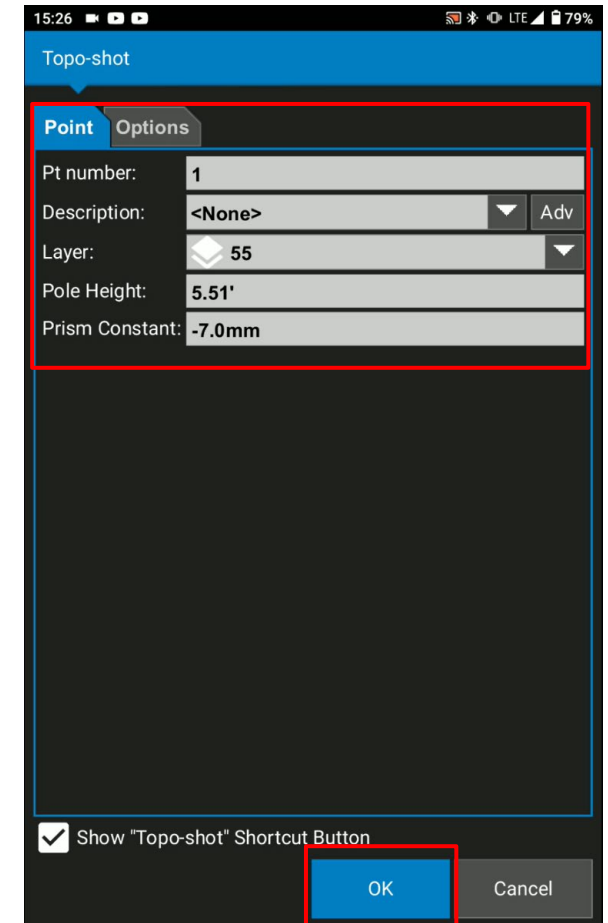 15:26 LTE 79%
Topo-shot
Point Options
Pt number: 1
Description: <None> Adv
Layer: 55
Pole Height: 5.51'
Prism Constant: -7.0mm
Show "Topo-shot" Shortcut Button
OK Cancel